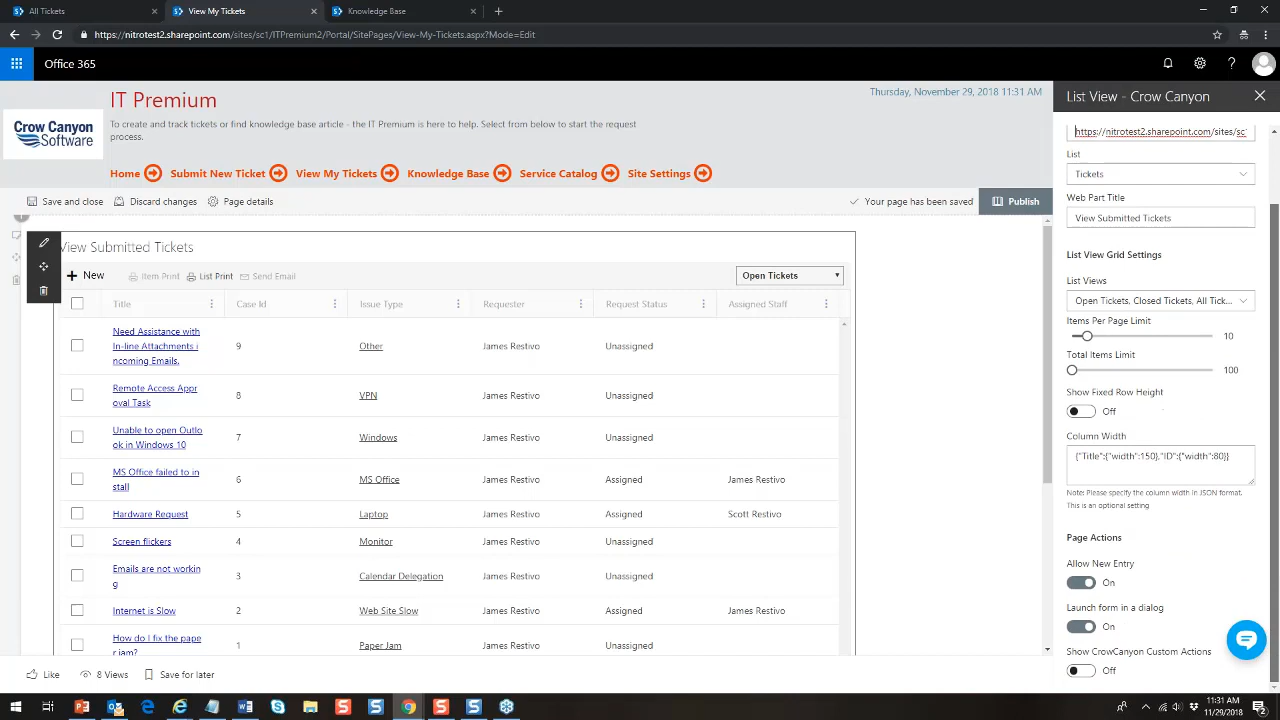 All Tickets
View My Tickets
Knowledge Base
https://nitrotest2.sharepoint.com/sites/sc1/ITPremium2/Portal/SitePages/View-My-Tickets.aspx?Mode=Edit
Office 365
Crow Canyon
Software
IT Premium
To create and track tickets or find knowledge base article - the IT Premium is here to help. Select from below to start the request
process.
Thursday, November 29, 2018 11:31 AM
Home
Submit New Ticket
View My Tickets
Knowledge Base
Service Catalog
Site Settings
Save and close
Discard changes
Page details
Your page has been saved
Publish
View Submitted Tickets
New
Item Print
List Print
Send Email
Open Tickets
Title Case Id Issue Type Requester Request Status Assigned Staff
Need Assistance with
In-line Attachments i
ncoming Emails.
9 Other James Restivo Unassigned
Remote Access Appr
oval Task
8 VPN James Restivo Unassigned
Unable to open Outlo
ok in Windows 10
7 Windows James Restivo Unassigned
MS Office failed to in
stall
6 MS Office James Restivo Assigned James Restivo
Hardware Request 5 Laptop James Restivo Assigned Scott Restivo
Screen flickers 4 Monitor James Restivo Unassigned
Emails are not workin
g
3 Calendar Delegation James Restivo Unassigned
Internet is Slow 2 Web Site Slow James Restivo Assigned James Restivo
How do I fix the pape
r jam?
1 Paper Jam James Restivo Unassigned
Like
8 Views
Save for later
List View - Crow Canyon
https://nitrotest2.sharepoint.com/sites/sc
List
Tickets
Web Part Title
View Submitted Tickets
List View Grid Settings
List Views
Open Tickets, Closed Tickets, All Tick...
Items Per Page Limit
10
Total Items Limit
100
Show Fixed Row Height
Off
Column Width
{"Title":{"width":150},"ID":{"width":80}}
Note: Please specify the column width in JSON format.
This is an optional setting
Page Actions
Allow New Entry
On
Launch form in a dialog
On
Show CrowCanyon Custom Actions
Off
11:31 AM
11/29/2018